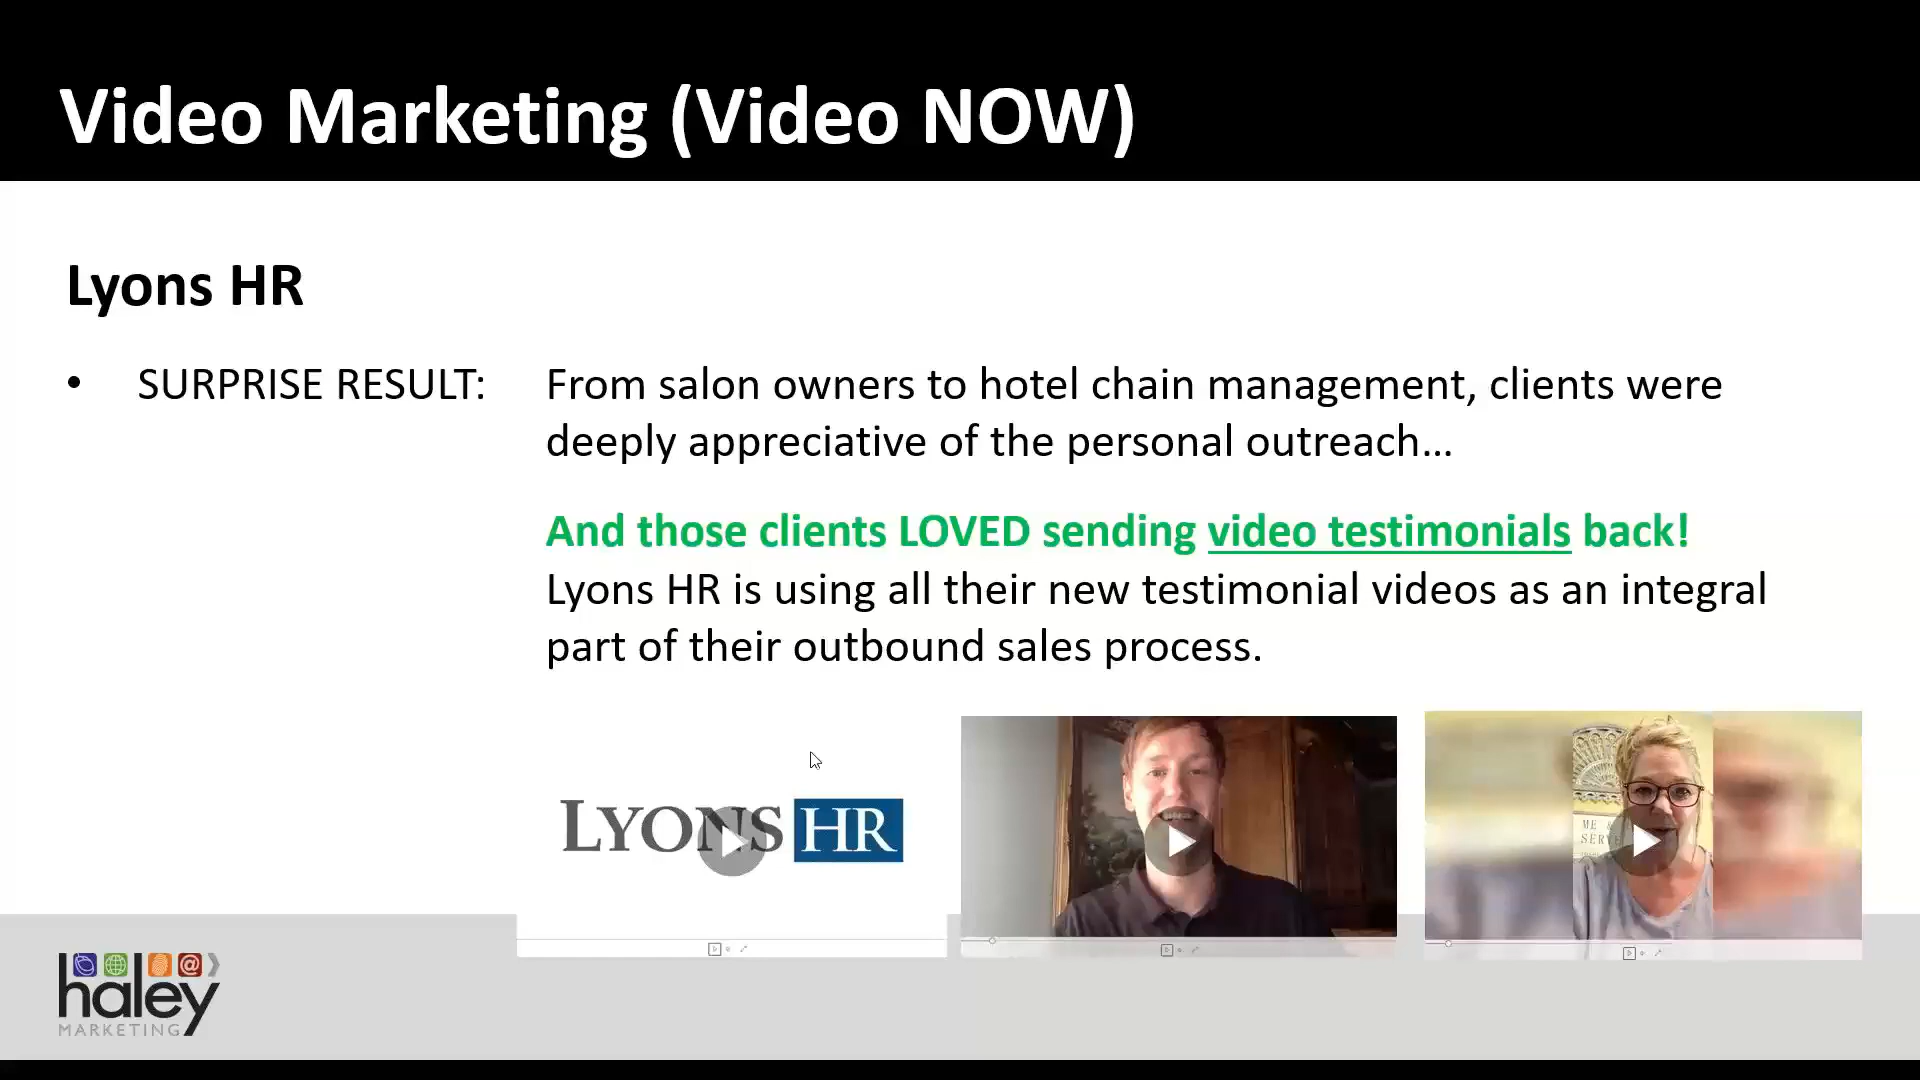 Video Marketing (Video NOW)
Lyons HR
• SURPRISE RESULT: From salon owners to hotel chain management, clients were
deeply appreciative of the personal outreach…
And those clients LOVED sending video testimonials back!
Lyons HR is using all their new testimonial videos as an integral
part of their outbound sales process.
LYONS HR
ME &
SERVE
haley
MARKETING